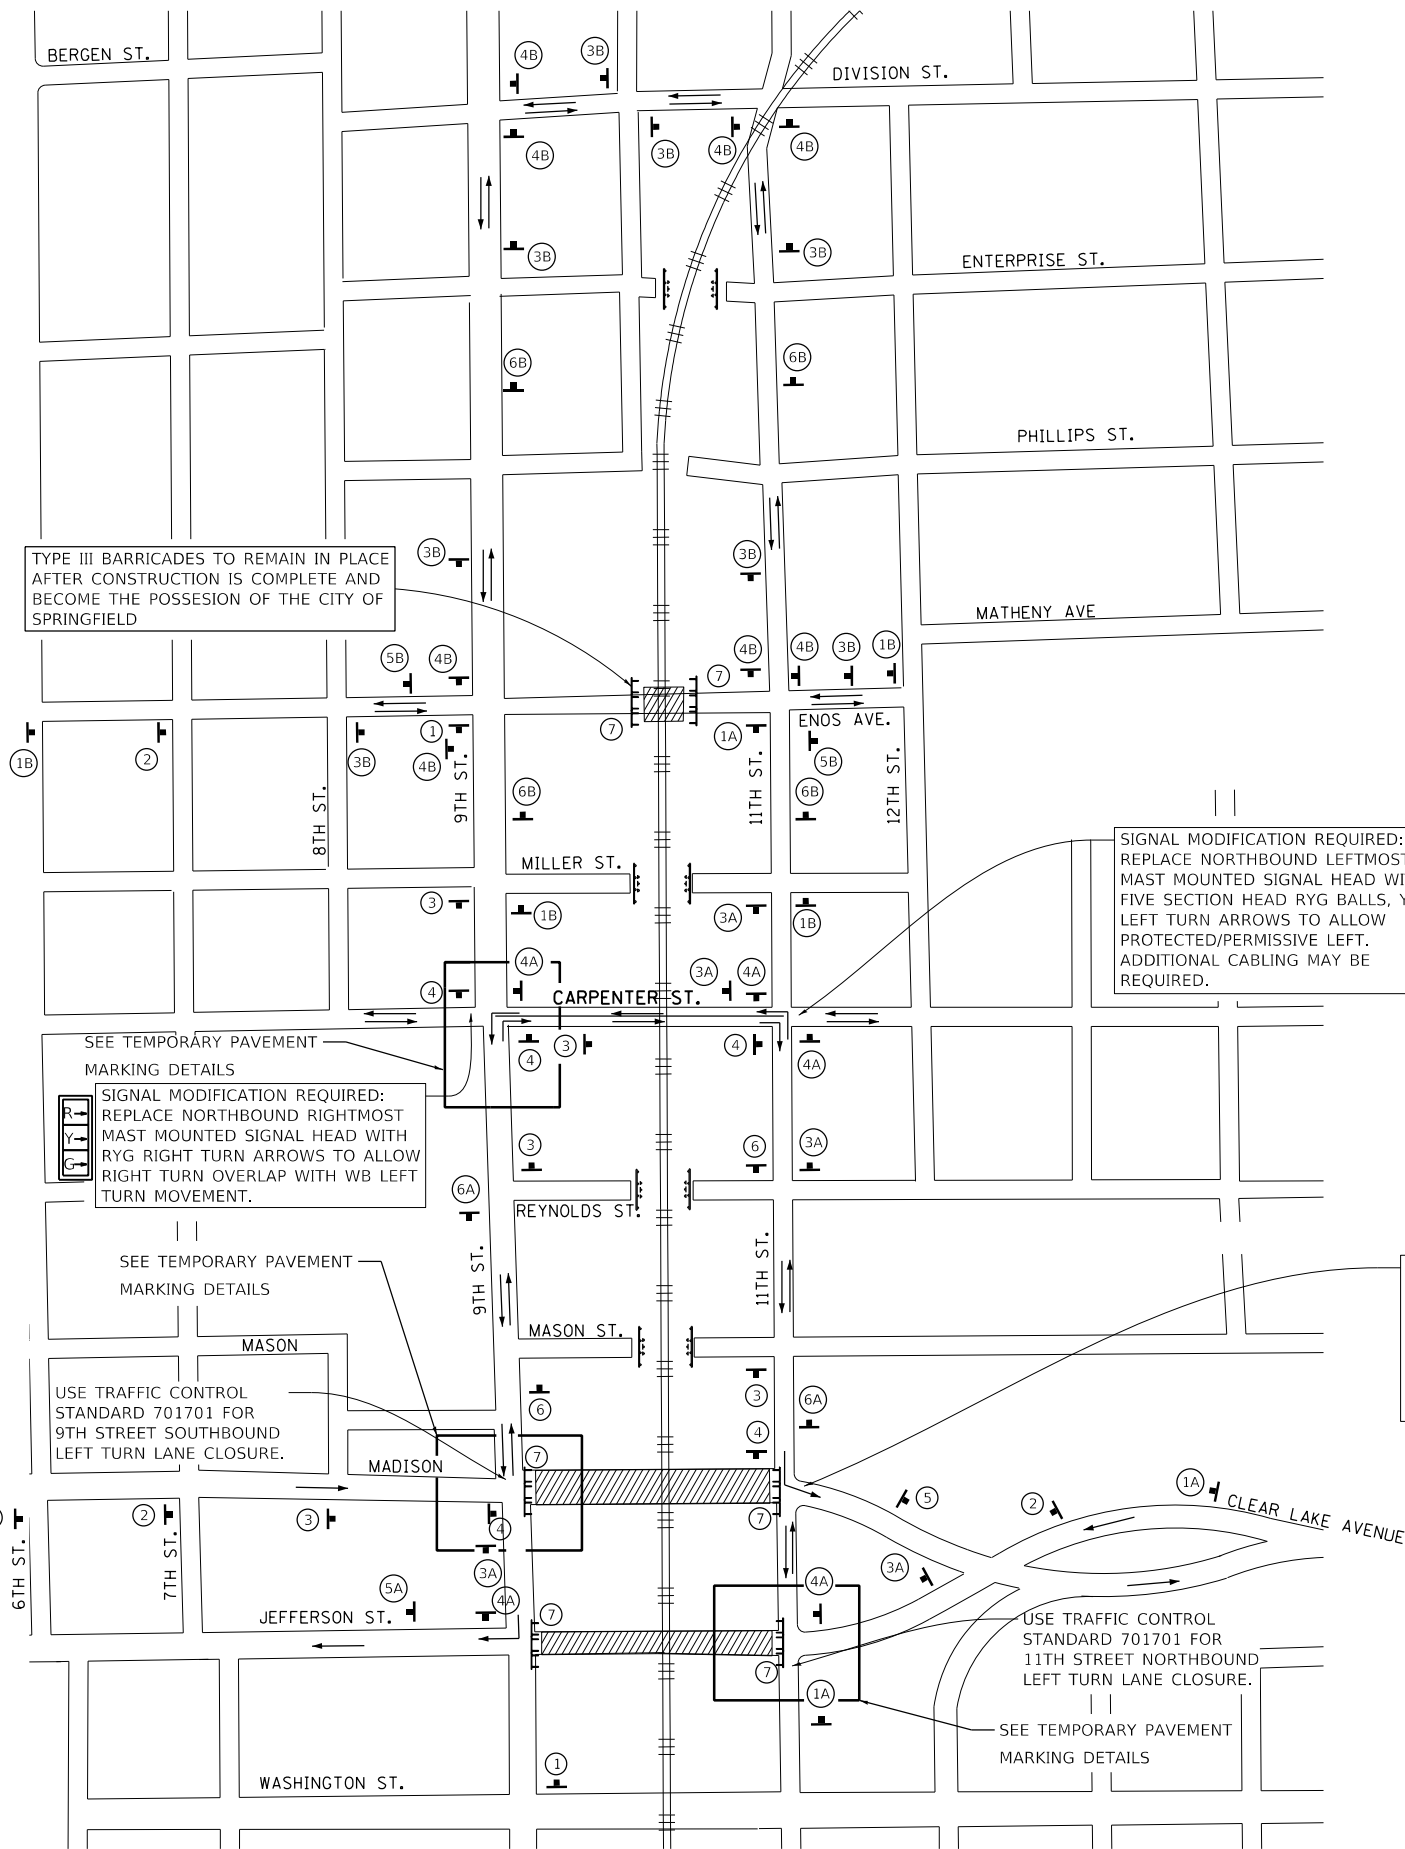 BERGEN ST.
4B
3B
DIVISION ST.
4B
3B
4B
4B
3B
3B
ENTERPRISE ST.
6B
6B
PHILLIPS ST.
TYPE III BARRICADES TO REMAIN IN PLACE
AFTER CONSTRUCTION IS COMPLETE AND
BECOME THE POSSESION OF THE CITY OF
SPRINGFIELD
3B
3B
MATHENY AVE
5B
4B
4B
7
4B
3B
1B
ENOS AVE.
1B
2
3B
1
4B
7
1A
5B
8TH ST.
9TH ST.
11TH ST.
12TH ST.
6B
6B
MILLER ST.
SIGNAL MODIFICATION REQUIRED:
REPLACE NORTHBOUND LEFTMOST
MAST MOUNTED SIGNAL HEAD
FIVE SECTION HEAD RYG BALLS,
LEFT TURN ARROWS TO ALLOW
PROTECTED/PERMISSIVE LEFT.
ADDITIONAL CABLING MAY BE
REQUIRED.
3
1B
3A
1B
4A
3A
4A
4
CARPENTER ST.
SEE TEMPORARY PAVEMENT
MARKING DETAILS
4
3
4
4A
SIGNAL MODIFICATION REQUIRED:
REPLACE NORTHBOUND RIGHTMOST
MAST MOUNTED SIGNAL HEAD WITH
RYG RIGHT TURN ARROWS TO ALLOW
RIGHT TURN OVERLAP WITH WB LEFT
TURN MOVEMENT.
R
Y
G
3
6
3A
6A
REYNOLDS ST.
9TH ST.
11TH ST.
SEE TEMPORARY PAVEMENT
MARKING DETAILS
MASON ST.
MASON
USE TRAFFIC CONTROL
STANDARD 701701 FOR
9TH STREET SOUTHBOUND
LEFT TURN LANE CLOSURE.
6
3
6A
4
7
MADISON
2
3
4
7
5
2
1A
CLEAR LAKE AVENUE
6TH ST.
7TH ST.
3A
5A
4A
3A
4A
JEFFERSON ST.
7
7
USE TRAFFIC CONTROL
STANDARD 701701 FOR
11TH STREET NORTHBOUND
LEFT TURN LANE CLOSURE.
1A
SEE TEMPORARY PAVEMENT
MARKING DETAILS
1
WASHINGTON ST.